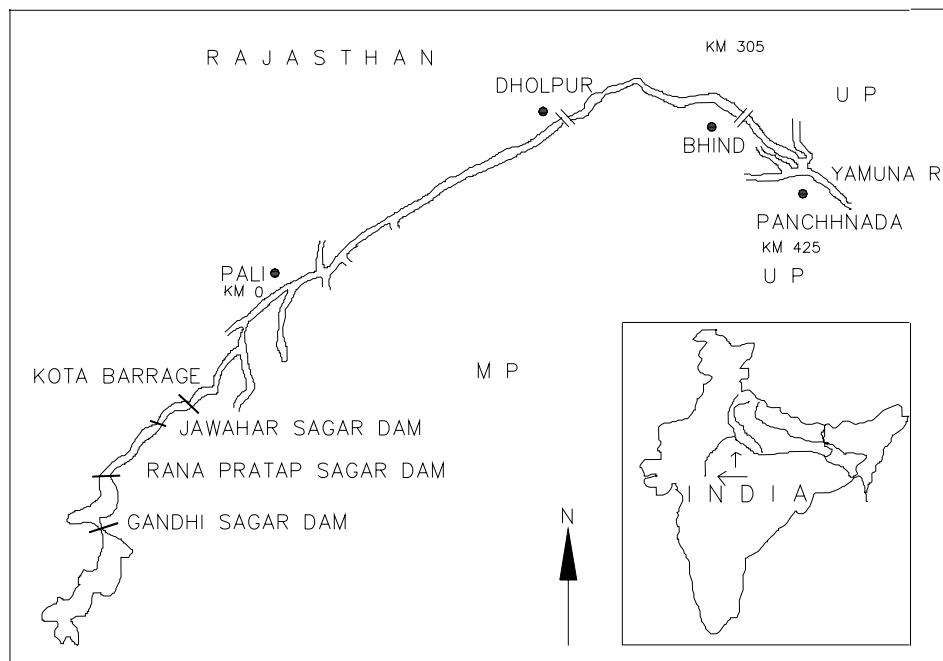 RAJASTHAN
KM 305
DHOLPUR
UP
BHIND
YAMUNA R
PANCHHNADA
KM 425
UP
PALI
KM 0
MP
KOTA BARRAGE
JAWAHAR SAGAR DAM
RANA PRATAP SAGAR DAM
GANDHI SAGAR DAM
N
INDIA